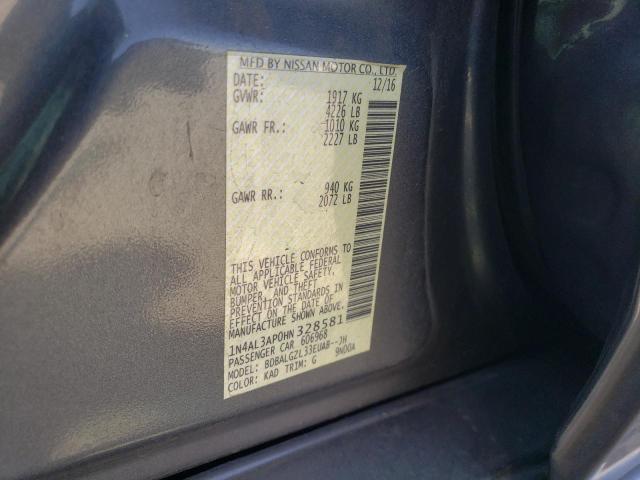 MFD BY NISSAN MOTOR CO., LTD.
DATE: 12/16
GVWR: 1917 KG
4226 LB
GAWR FR.: 1010 KG
2227 LB
GAWR RR.: 940 KG
2072 LB
THIS VEHICLE CONFORMS TO
ALL APPLICABLE FEDERAL
MOTOR VEHICLE SAFETY,
BUMPER, AND THEFT
PREVENTION STANDARDS IN
EFFECT ON THE DATE OF
MANUFACTURE SHOWN ABOVE.
1N4AL3AP0HN328581
PASSENGER CAR 606968
MODEL: BDBALGZL33EUAB--JH
COLOR: KAD TRIM: G 9NDOA